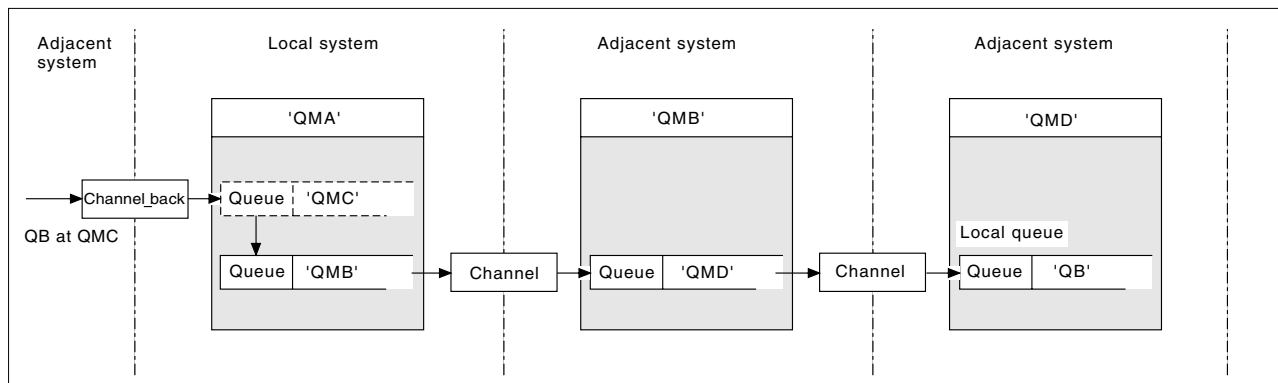 Adjacent
system
Local system
Adjacent system
Adjacent system
'QMA'
'QMB'
'QMD'
Channel_back
Queue 'QMC'
QB at QMC
Local queue
Queue 'QMB'
Channel
Queue 'QMD'
Channel
Queue 'QB'